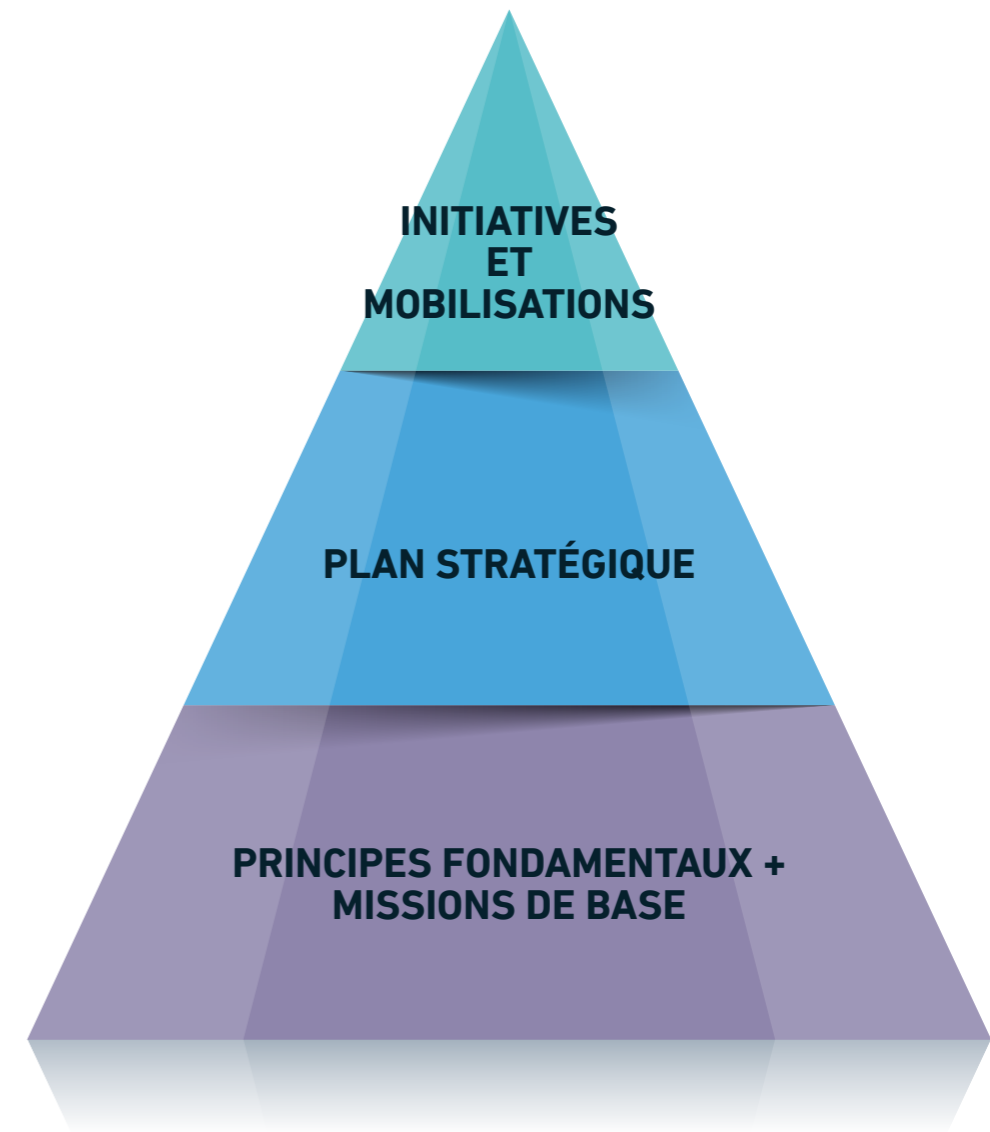 INITIATIVES
ET
MOBILISATIONS
PLAN STRATÉGIQUE
PRINCIPES FONDAMENTAUX +
MISSIONS DE BASE